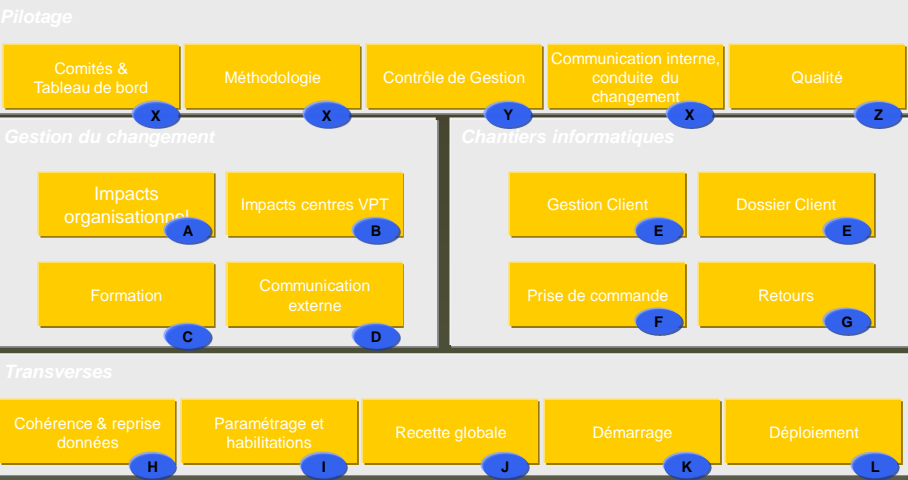 Pilotage
Comités &
Tableau de bord
X
Méthodologie
X
Contrôle de Gestion
Y
Communication interne,
conduite du
changement
X
Qualité
Z
Gestion du changement
Impacts
organisationnel
A
Impacts centres VPT
B
Formation
C
Communication
externe
D
Chantiers informatiques
Gestion Client
E
Dossier Client
E
Prise de commande
F
Retours
G
Transverses
Cohérence & reprise
données
H
Paramétrage et
habilitations
I
Recette globale
J
Démarrage
K
Déploiement
L